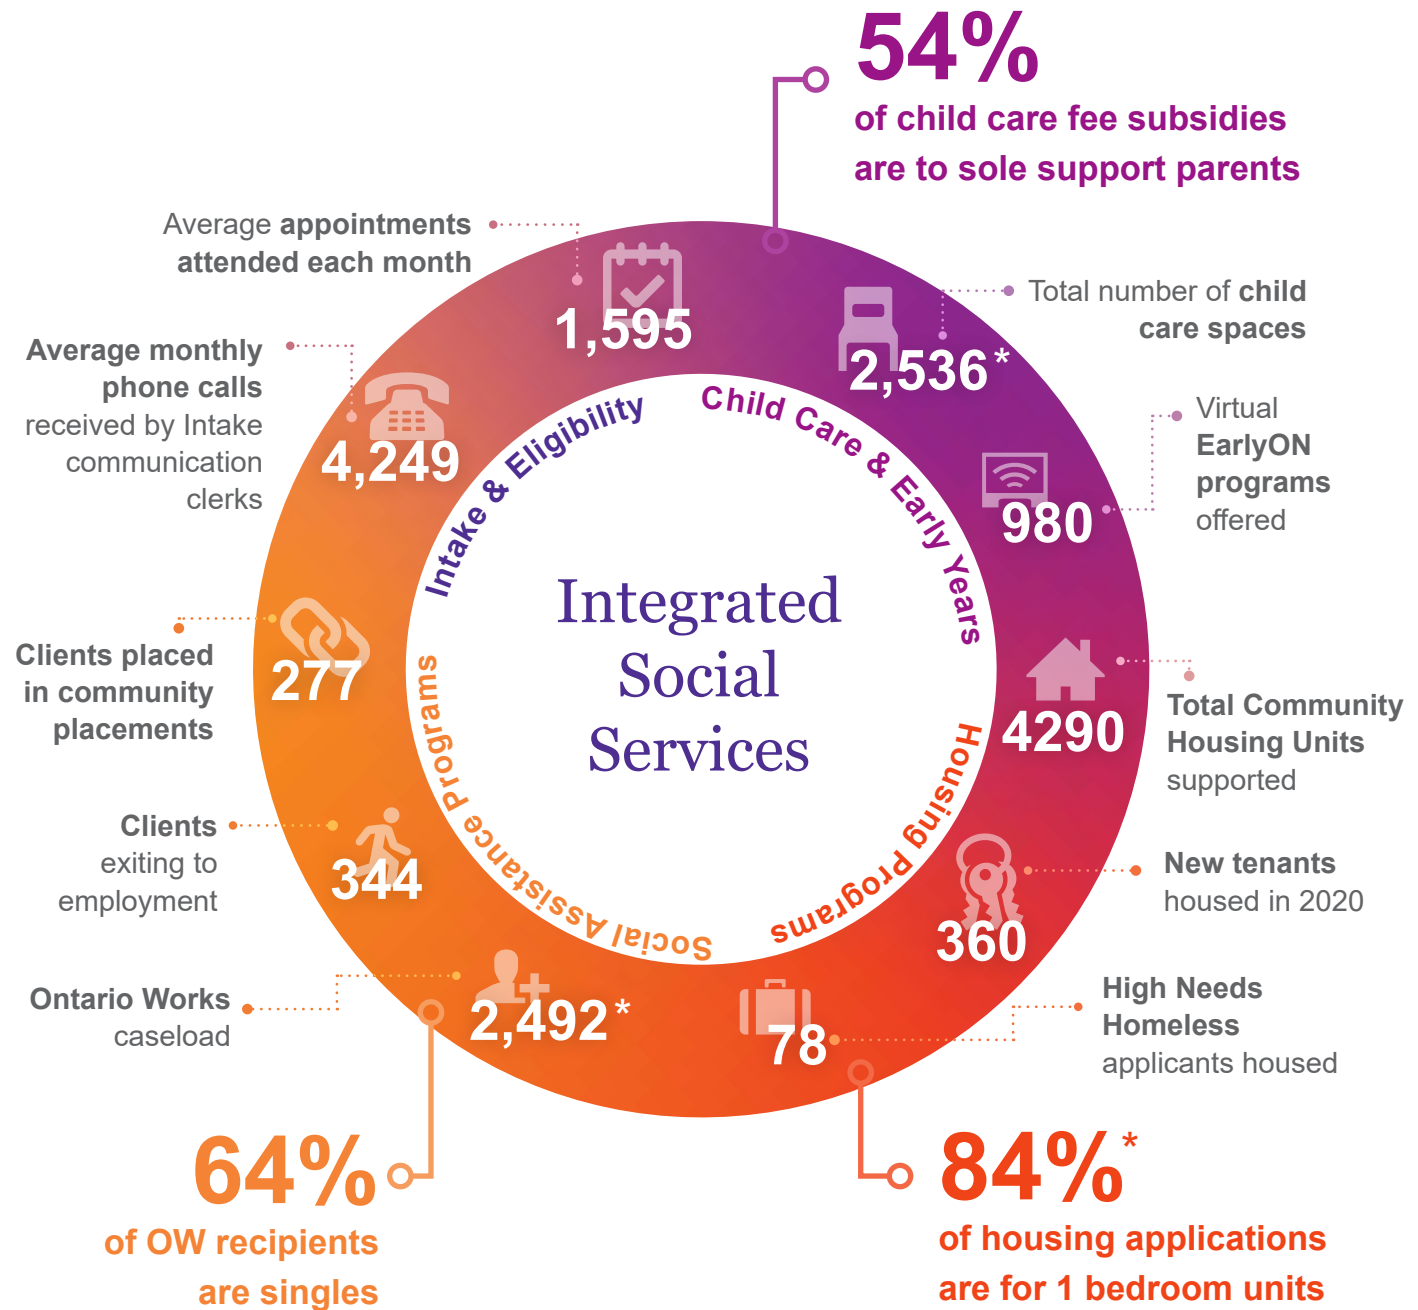 54%
of child care fee subsidies
are to sole support parents
Average appointments
attended each month
1,595
Total number of child
care spaces
2,536*
Average monthly
phone calls
received by Intake
communication
clerks
4,249
Virtual
EarlyON
programs
offered
980
Intake & Eligibility
Child Care & Early Years
Integrated
Social
Services
Clients placed
in community
placements
277
4290
Total Community
Housing Units
supported
Social Assistance Programs
Housing Programs
Clients
exiting to
employment
344
New tenants
housed in 2020
360
Ontario Works
caseload
2,492*
78
High Needs
Homeless
applicants housed
64%
of OW recipients
are singles
84%*
of housing applications
are for 1 bedroom units